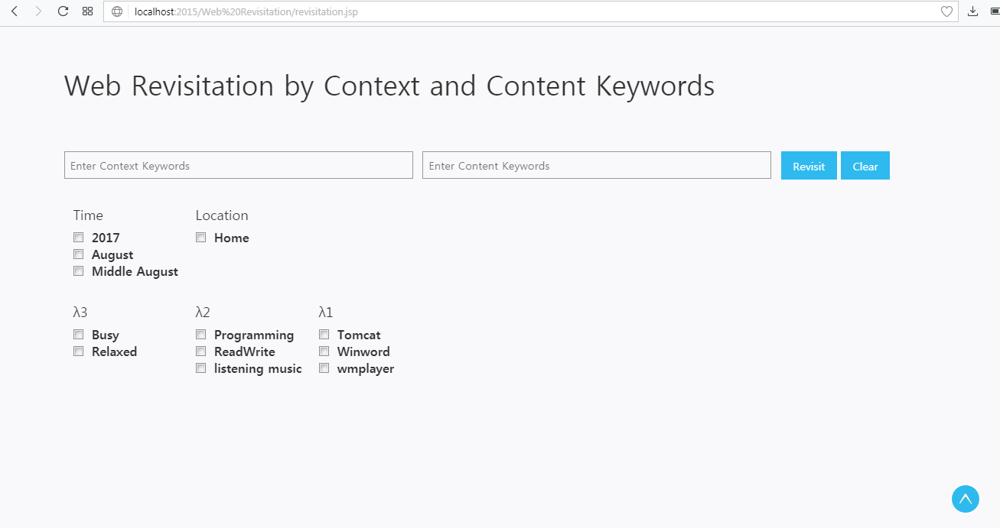 localhost:2015/Web%20Revisitation/revisitation.jsp
Web Revisitation by Context and Content Keywords
Enter Context Keywords
Enter Content Keywords
Revisit
Clear
Time
2017
August
Middle August
Location
Home
λ3
Busy
Relaxed
λ2
Programming
ReadWrite
listening music
λ1
Tomcat
Winword
wmplayer